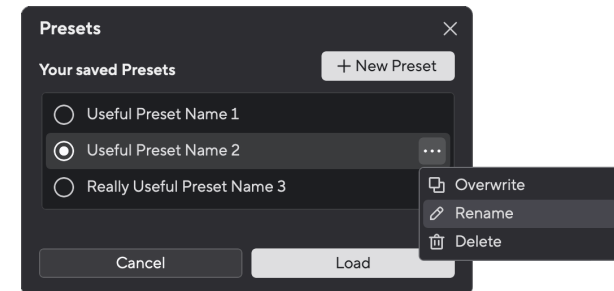 Presets
Your saved Presets
+ New Preset
Useful Preset Name 1
Useful Preset Name 2
Really Useful Preset Name 3
Overwrite
Rename
Delete
Cancel
Load